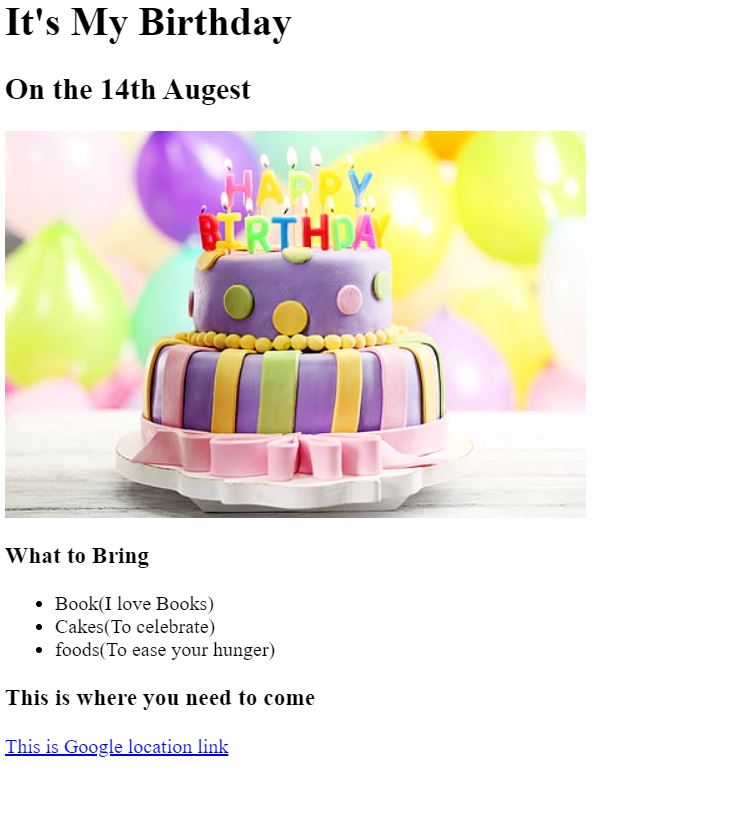 It's My Birthday
On the 14th Augest
HAPPY
BIRTHDAY
What to Bring
Book(I love Books)
Cakes(To celebrate)
foods(To ease your hunger)
This is where you need to come
This is Google location link